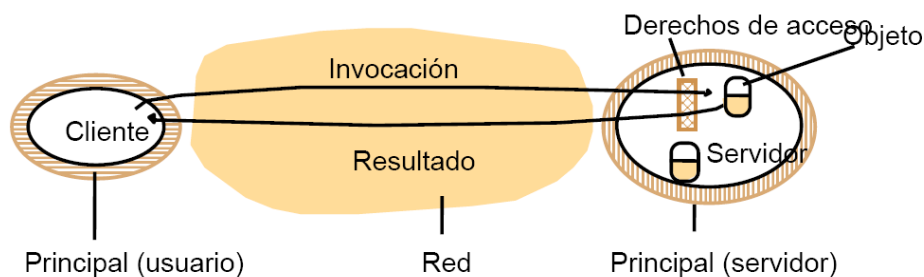 Derechos de acceso
Objeto
Invocación
Cliente
Resultado
Servidor
Principal (usuario)
Red
Principal (servidor)